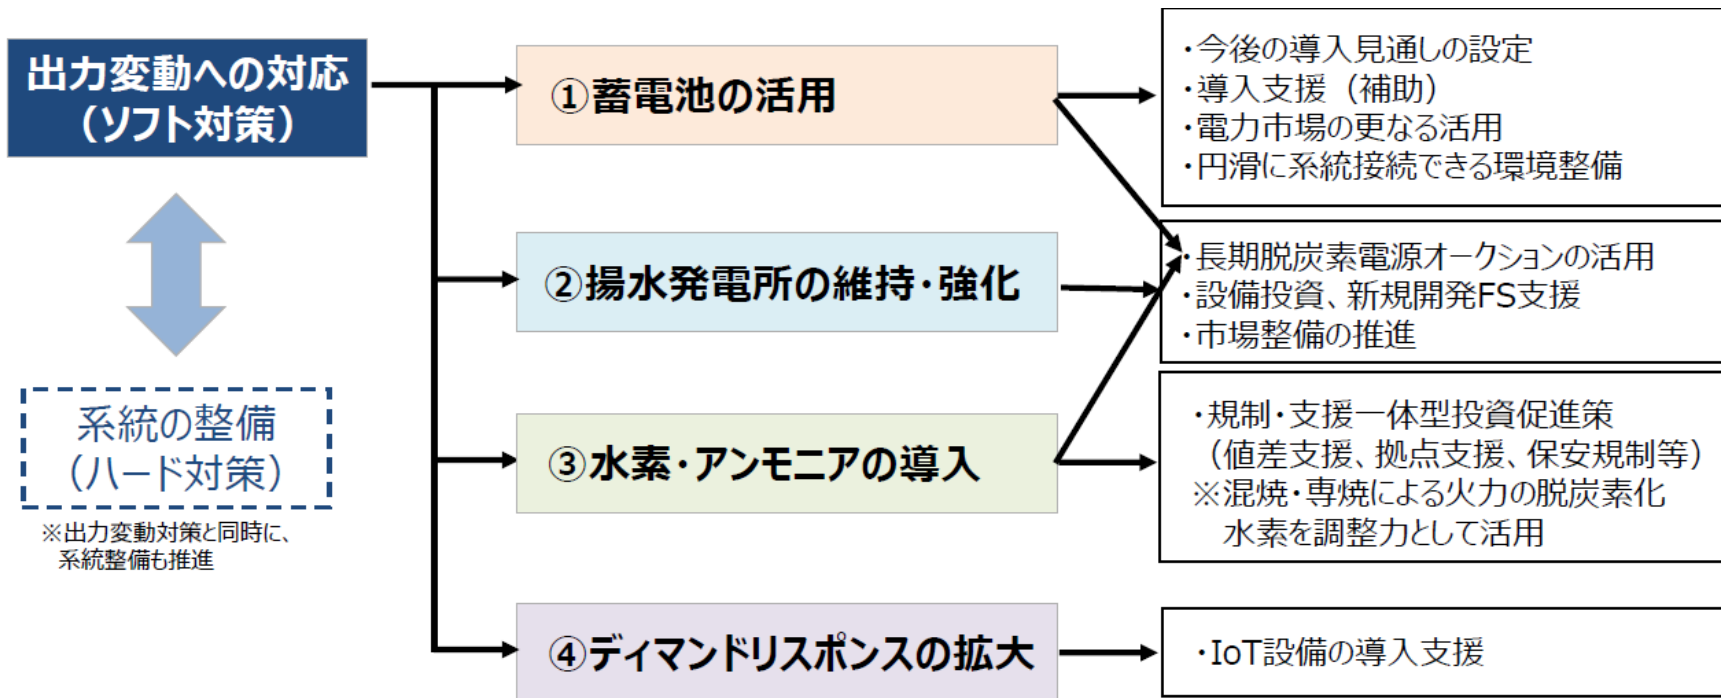 出力変動への対応
（ソフト対策）
系統の整備
（ハード対策）
※出力変動対策と同時に、
系統整備も推進
①蓄電池の活用
②揚水発電所の維持・強化
③水素・アンモニアの導入
④ディマンドリスポンスの拡大
・今後の導入見通しの設定
・導入支援（補助）
・電力市場の更なる活用
・円滑に系統接続できる環境整備
・長期脱炭素電源オークションの活用
・設備投資、新規開発FS支援
・市場整備の推進
・規制・支援一体型投資促進策
（値差支援、拠点支援、保安規制等）
※混焼・専焼による火力の脱炭素化
水素を調整力として活用
・IoT設備の導入支援